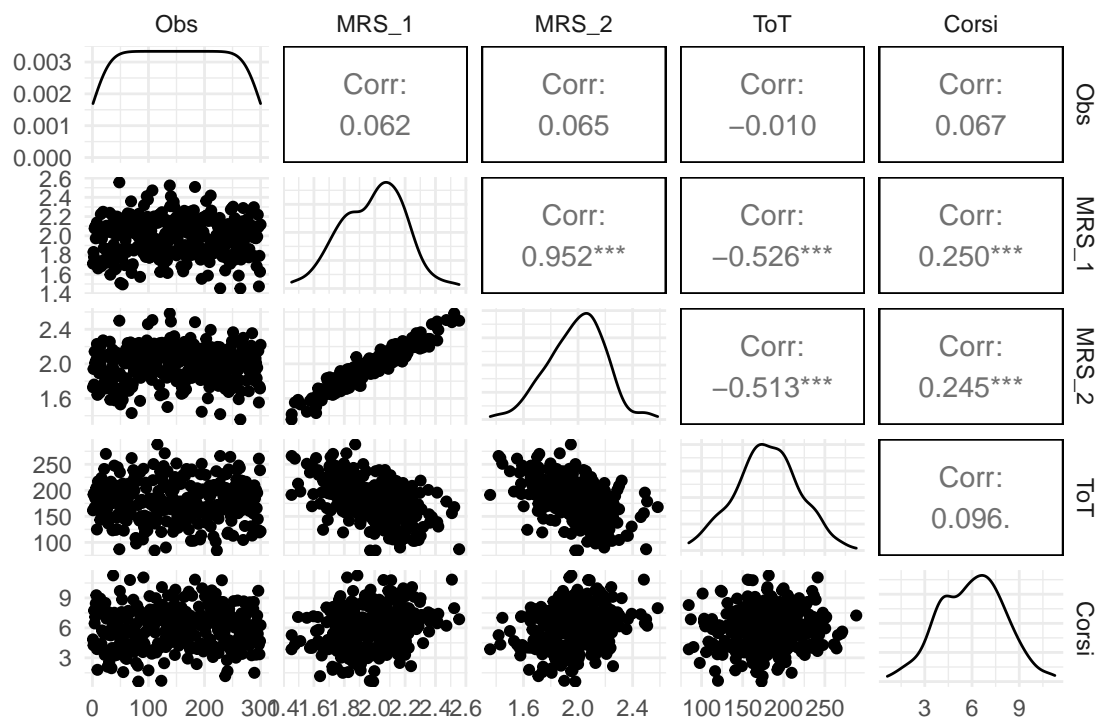 Obs MRS_1 MRS_2 ToT Corsi
0.003
0.002
0.001
0.000
Corr:
0.062
Corr:
0.065
Corr:
−0.010
Corr:
0.067
Obs
2.6
2.4
2.2
2.0
1.8
1.6
1.4
Corr:
0.952***
Corr:
−0.526***
Corr:
0.250***
MRS_1
2.4
2.0
1.6
Corr:
−0.513***
Corr:
0.245***
MRS_2
250
200
150
100
Corr:
0.096.
ToT
9
6
3
Corsi
0 100 200 300 1.4 1.6 1.8 2.0 2.2 2.4 2.6 1.6 2.0 2.4 100 150 200 250 3 6 9